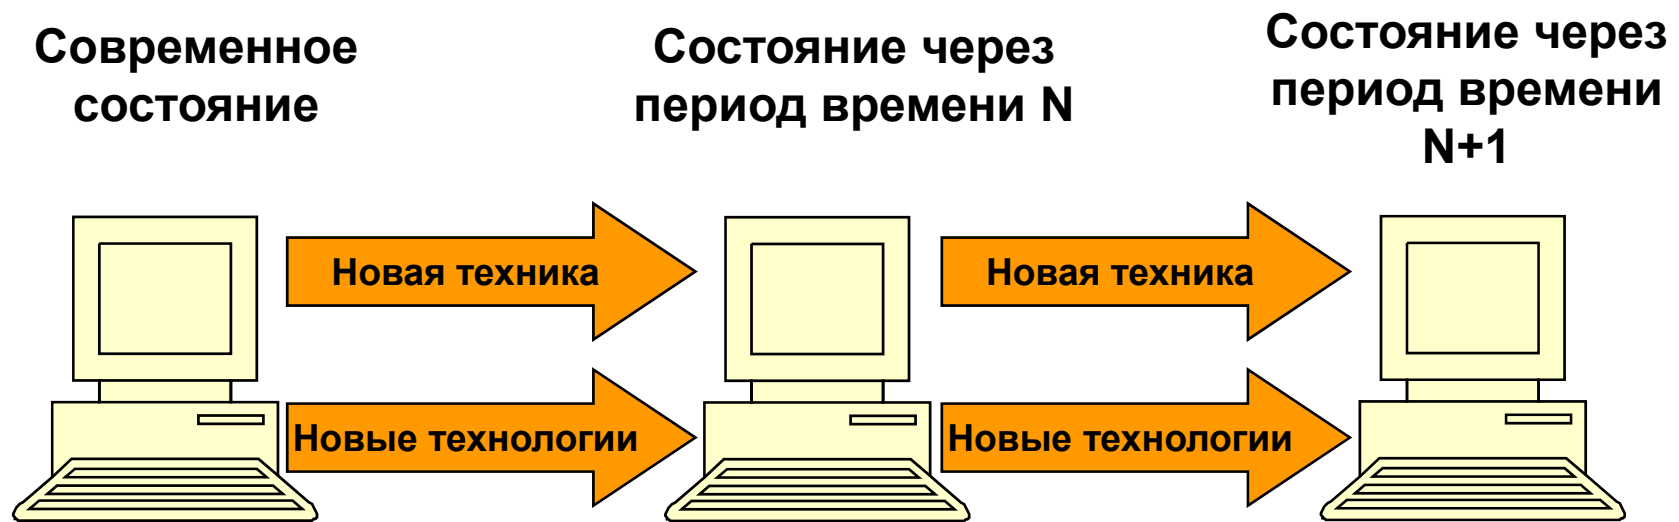 Современное
состояние
Состояние через
период времени N
Состояние через
период времени
N+1
Новая техника
Новая техника
Новые технологии
Новые технологии